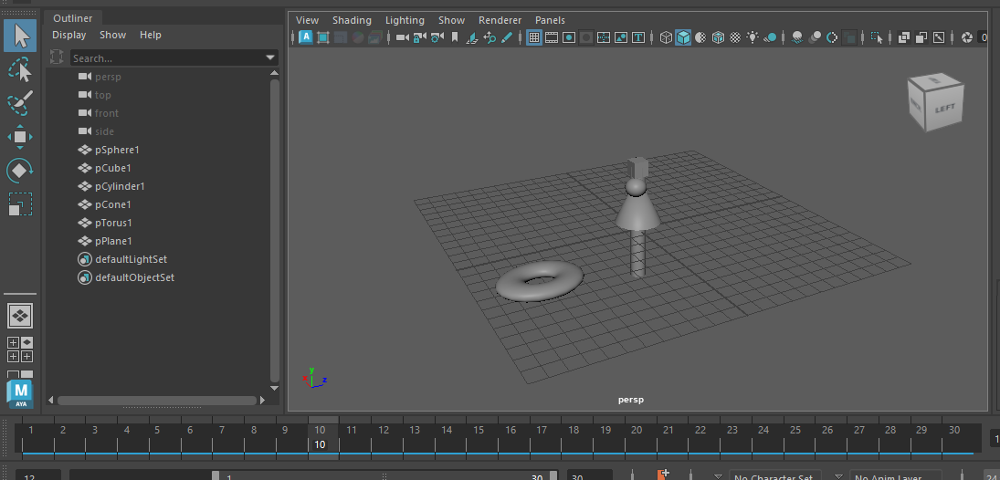 Outliner
View Shading Lighting Show Renderer Panels
Display Show Help
A
T
0
Search...
persp
top
front
side
pSphere1
pCube1
pCylinder1
pCone1
pTorus1
pPlane1
defaultLightSet
defaultObjectSet
LEFT
M
AYA
y
x
z
persp
1 2 3 4 5 6 7 8 9 10 11 12 13 14 15 16 17 18 19 20 21 22 23 24 25 26 27 28 29 30
10
1
12 1 30 30 No Character Set No Anim Layer 24